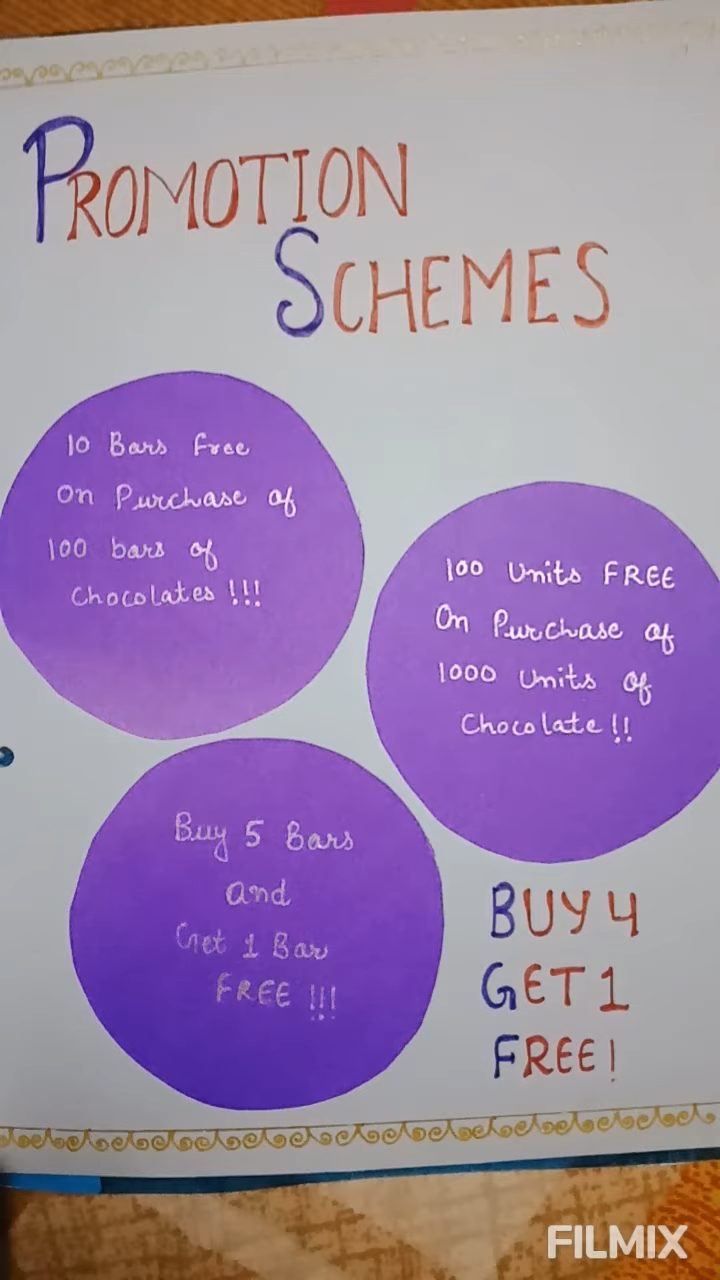 PROMOTION
SCHEMES
10 Bars Free
On Purchase of
100 bars of
Chocolates !!!
100 Units FREE
On Purchase of
1000 Units of
Chocolate !!
Buy 5 Bars
and
Get 1 Bar
FREE !!!
BUY 4
GET 1
FREE!
FILMIX